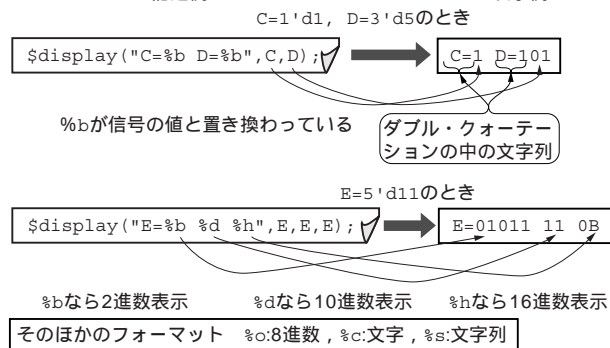 C=1'd1, D=3'd5のとき
$display("C=%b D=%b",C,D);
C=1 D=101
%bが信号の値と置き換わっている
ダブル・クォーテー
ションの中の文字列
E=5'd11のとき
$display("E=%b %d %h",E,E,E);
E=01011 11 0B
%bなら2進数表示 %dなら10進数表示 %hなら16進数表示
そのほかのフォーマット %o:8進数，%c:文字，%s:文字列